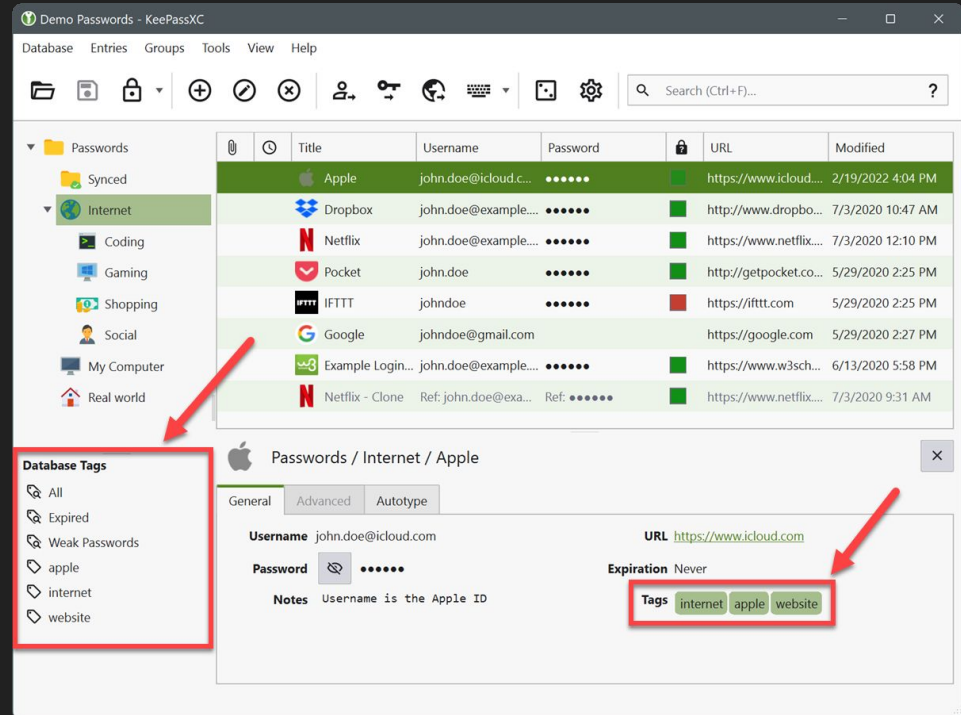 Demo Passwords - KeePassXC
Database Entries Groups Tools View Help
Search (Ctrl+F)... ?
Passwords
Synced
Internet
Coding
Gaming
Shopping
Social
My Computer
Real world
Title Username Password URL Modified
Apple john.doe@icloud.c... ●●●●●● https://www.icloud.... 2/19/2022 4:04 PM
Dropbox john.doe@example.... ●●●●●● http://www.dropbo... 7/3/2020 10:47 AM
Netflix john.doe@example.... ●●●●●● https://www.netflix.... 7/3/2020 12:10 PM
Pocket john.doe ●●●●●● http://getpocket.co... 5/29/2020 2:25 PM
IFTTT IFTTT johndoe ●●●●●● https://ifttt.com 5/29/2020 2:25 PM
Google johndoe@gmail.com https://google.com 5/29/2020 2:27 PM
Example Login... john.doe@example.... ●●●●●● https://www.w3sch... 6/13/2020 5:58 PM
Netflix - Clone Ref: john.doe@exa... Ref: ●●●●●● https://www.netflix.... 7/3/2020 9:31 AM
Database Tags
All
Expired
Weak Passwords
apple
internet
website
Passwords / Internet / Apple
General Advanced Autotype
Username john.doe@icloud.com URL https://www.icloud.com
Password ●●●●●● Expiration Never
Notes Username is the Apple ID Tags internet apple website